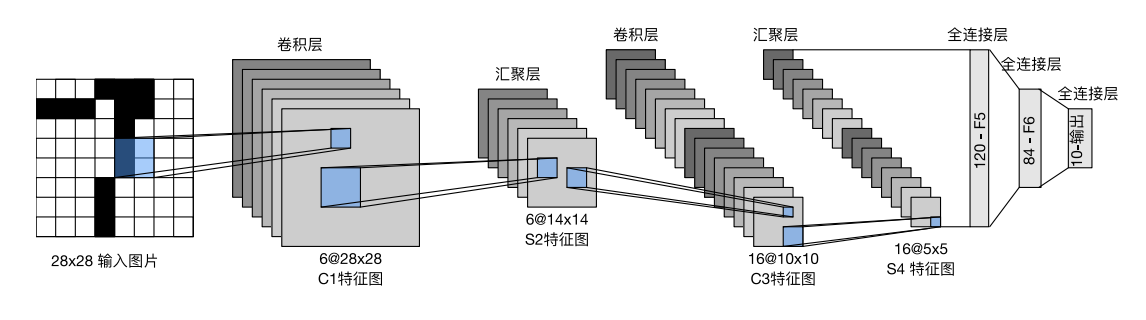 卷积层
汇聚层
卷积层
汇聚层
全连接层
全连接层
全连接层
28x28 输入图片
6@28x28
C1特征图
6@14x14
S2特征图
16@10x10
C3特征图
16@5x5
S4 特征图
120 - F5
84 - F6
10-输出